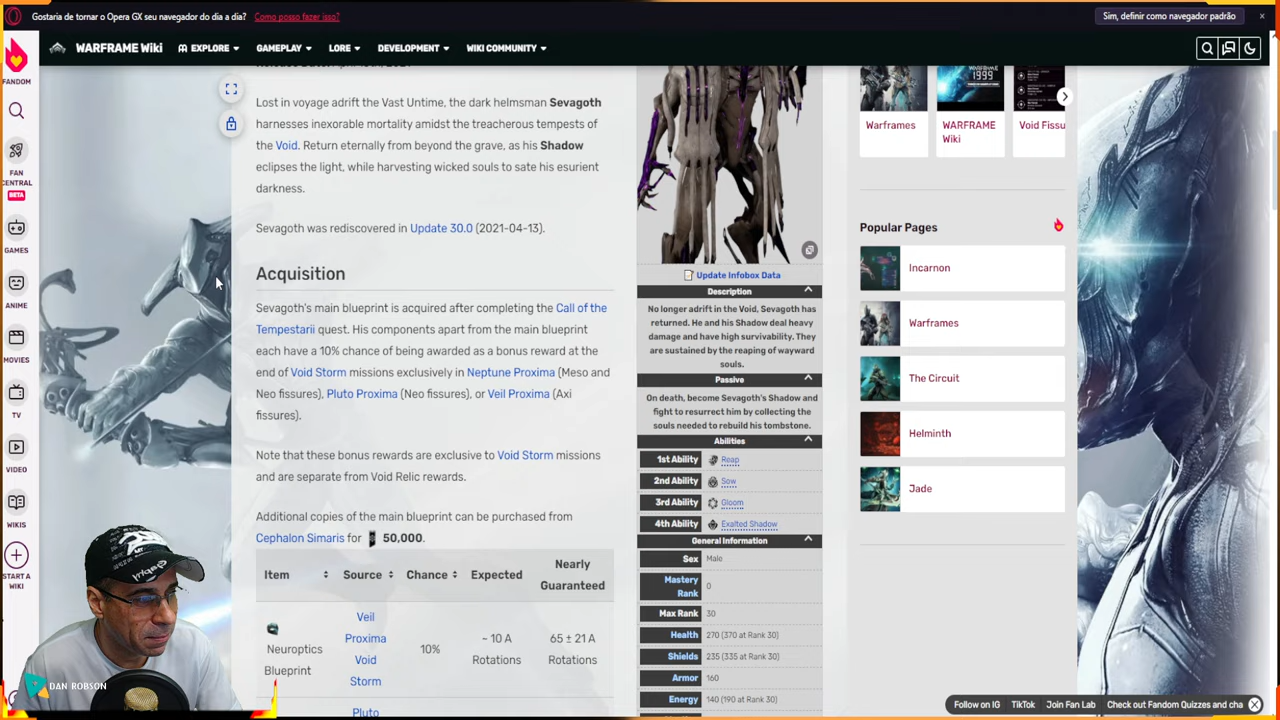 Gostaria de tornar o Opera GX seu navegador do dia a dia?
Como posso fazer isso?
Sim, definir como navegador padrão
WARFRAME Wiki
EXPLORE
GAMEPLAY
LORE
DEVELOPMENT
WIKI COMMUNITY
FANDOM
FAN CENTRAL
BETA
GAMES
ANIME
MOVIES
TV
VIDEO
WIKIS
START A WIKI
Lost in voyage adrift the Vast Untime, the dark helmsman Sevagoth
harnesses inexorable mortality amidst the treacherous tempests of
the Void. Return eternally from beyond the grave, as his Shadow
eclipses the light, while harvesting wicked souls to sate his esurient
darkness.
Sevagoth was rediscovered in Update 30.0 (2021-04-13).
Acquisition
Sevagoth's main blueprint is acquired after completing the Call of the
Tempestarii quest. His components apart from the main blueprint
each have a 10% chance of being awarded as a bonus reward at the
end of Void Storm missions exclusively in Neptune Proxima (Meso and
Neo fissures), Pluto Proxima (Neo fissures), or Veil Proxima (Axi
fissures).
Note that these bonus rewards are exclusive to Void Storm missions
and are separate from Void Relic rewards.
Additional copies of the main blueprint can be purchased from
Cephalon Simaris for 50,000.
Item Source Chance Expected Nearly Guaranteed
Neuroptics Blueprint
Veil Proxima Void Storm
10%
~ 10 A Rotations
65 ± 21 A Rotations
Pluto
Update Infobox Data
Description
No longer adrift in the Void, Sevagoth has
returned. He and his Shadow deal heavy
damage and have high survivability. They
are sustained by the reaping of wayward
souls.
Passive
On death, become Sevagoth's Shadow and
fight to resurrect him by collecting the
souls needed to rebuild his tombstone.
Abilities
1st Ability Reap
2nd Ability Sow
3rd Ability Gloom
4th Ability Exalted Shadow
General Information
Sex Male
Mastery Rank 0
Max Rank 30
Health 270 (370 at Rank 30)
Shields 235 (335 at Rank 30)
Armor 160
Energy 140 (190 at Rank 30)
WARFRAME
1999
Warframes
WARFRAME Wiki
Void Fissu
Popular Pages
Incarnon
Warframes
The Circuit
Helminth
Jade
Follow on IG TikTok Join Fan Lab Check out Fandom Quizzes and cha
DAN ROBSON